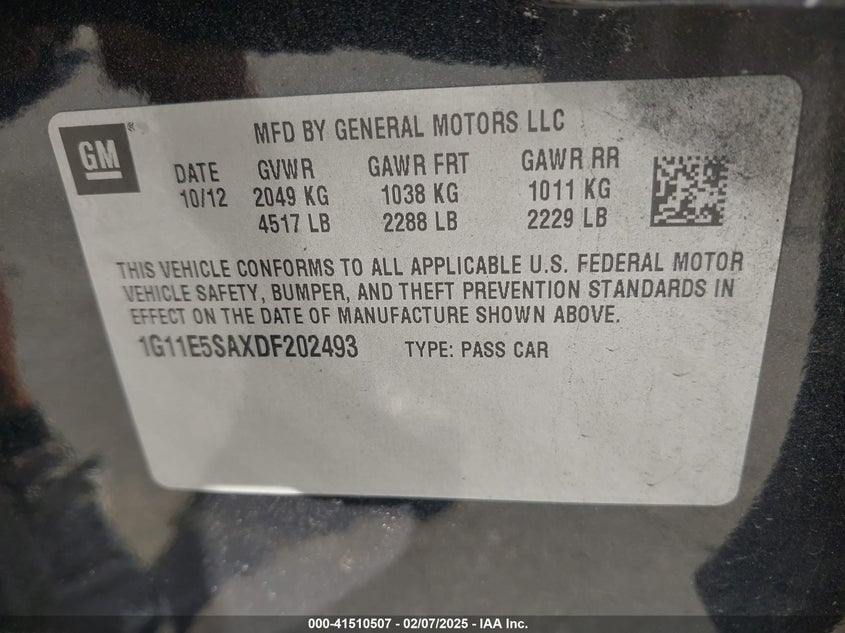 GM ®
MFD BY GENERAL MOTORS LLC
DATE GVWR GAWR FRT GAWR RR
10/12 2049 KG 1038 KG 1011 KG
4517 LB 2288 LB 2229 LB
THIS VEHICLE CONFORMS TO ALL APPLICABLE U.S. FEDERAL MOTOR
VEHICLE SAFETY, BUMPER, AND THEFT PREVENTION STANDARDS IN
EFFECT ON THE DATE OF MANUFACTURE SHOWN ABOVE.
1G11E5SAXDF202493 TYPE: PASS CAR
000-41510507 - 02/07/2025 - IAA Inc.